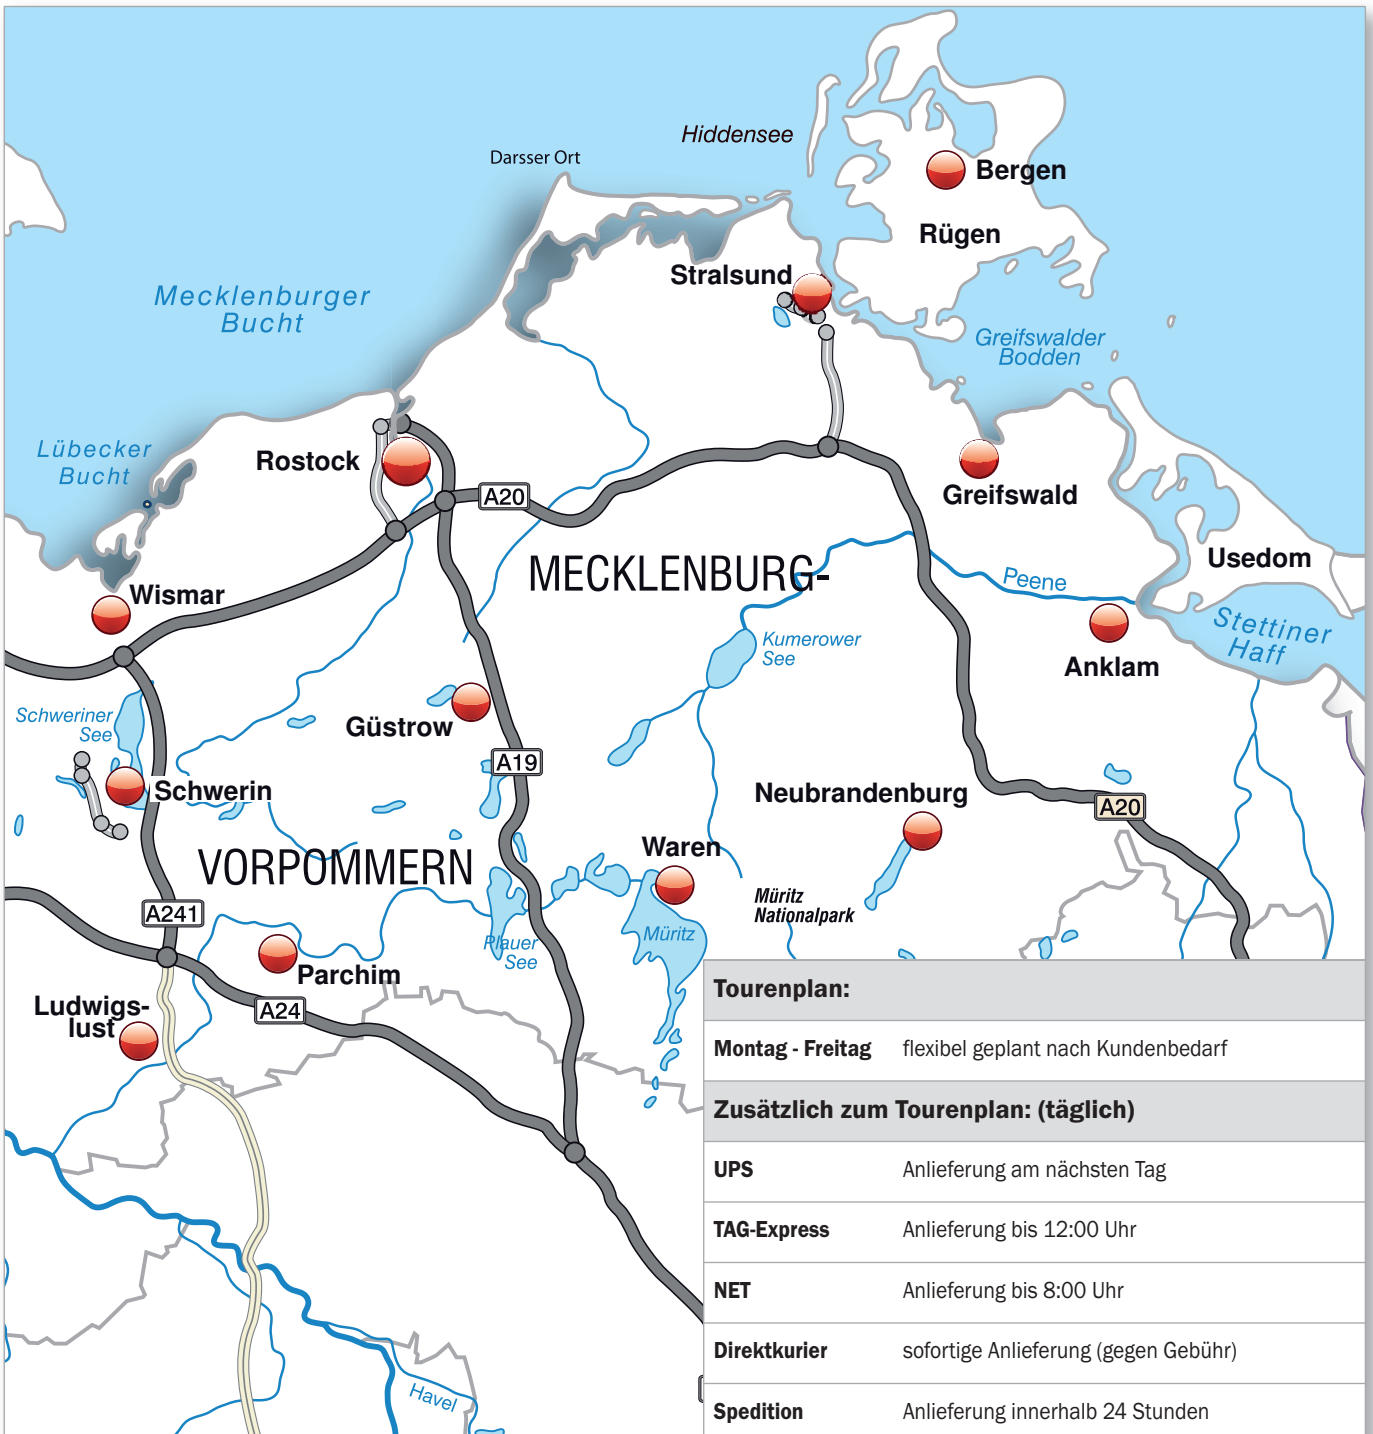 Hiddensee
Darsser Ort
Bergen
Rügen
Stralsund
Mecklenburger
Bucht
Greifswalder
Bodden
Lübecker
Bucht
Rostock
A20
Greifswald
MECKLENBURG-
Usedom
Peene
Wismar
Stettiner
Haff
Kumerower
See
Anklam
Schweriner
See
Güstrow
A19
Schwerin
Neubrandenburg
A20
Waren
VORPOMMERN
Müritz
Nationalpark
A241
Müritz
Plauer
See
Parchim
Ludwigs-
lust
A24
Havel
Tourenplan:
Montag - Freitag flexibel geplant nach Kundenbedarf
Zusätzlich zum Tourenplan: (täglich)
UPS Anlieferung am nächsten Tag
TAG-Express Anlieferung bis 12:00 Uhr
NET Anlieferung bis 8:00 Uhr
Direktkurier sofortige Anlieferung (gegen Gebühr)
Spedition Anlieferung innerhalb 24 Stunden